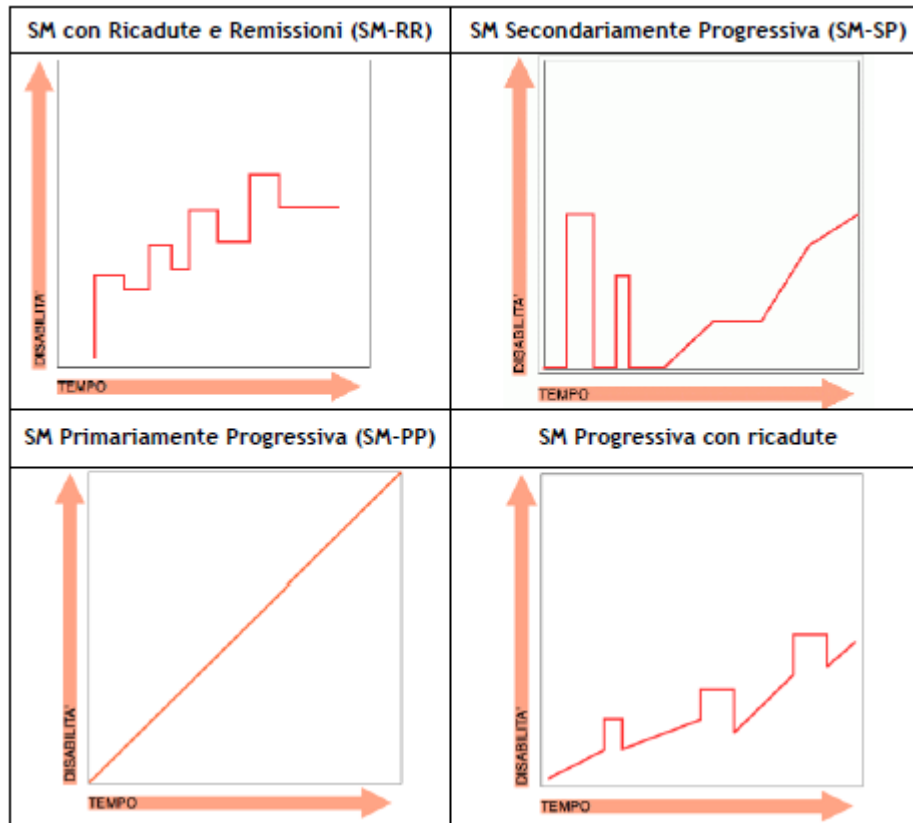 SM con Ricadute e Remissioni (SM-RR)
SM Secondariamente Progressiva (SM-SP)
DISABILITA'
TEMPO
DISABILITA'
TEMPO
SM Primariamente Progressiva (SM-PP)
SM Progressiva con ricadute
DISABILITA'
TEMPO
DISABILITA'
TEMPO